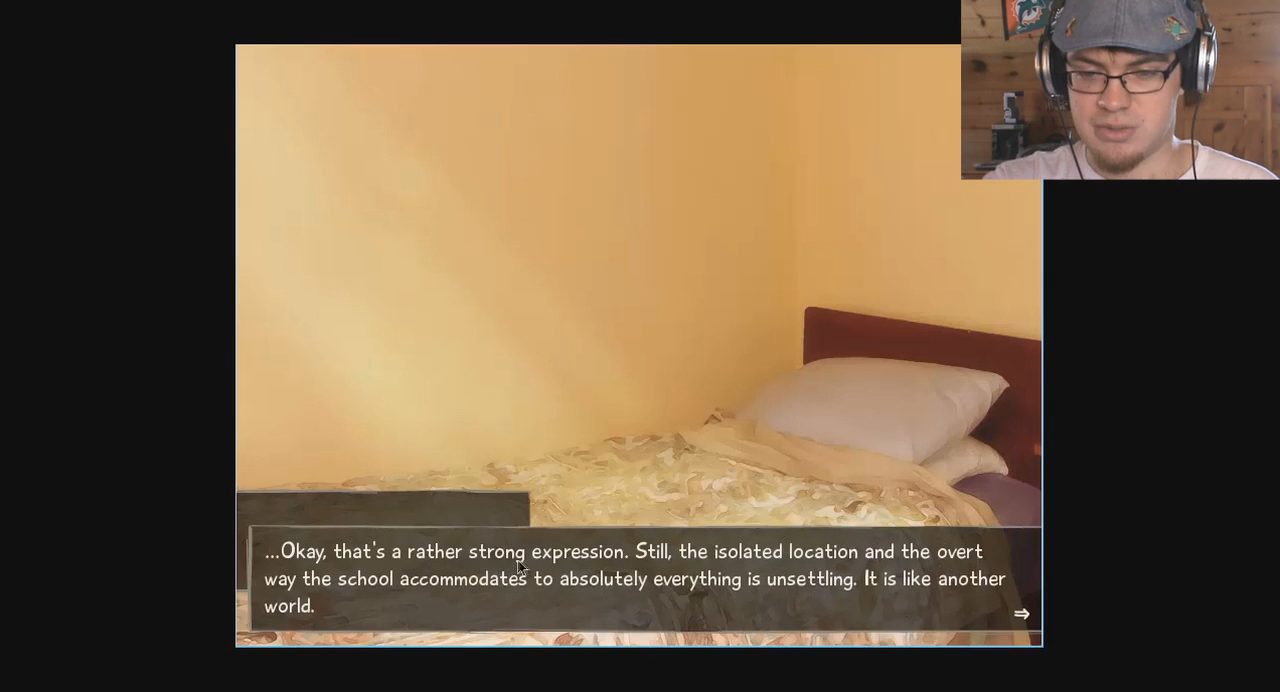 ...Okay, that's a rather strong expression. Still, the isolated location and the overt
way the school accommodates to absolutely everything is unsettling. It is like another
world.